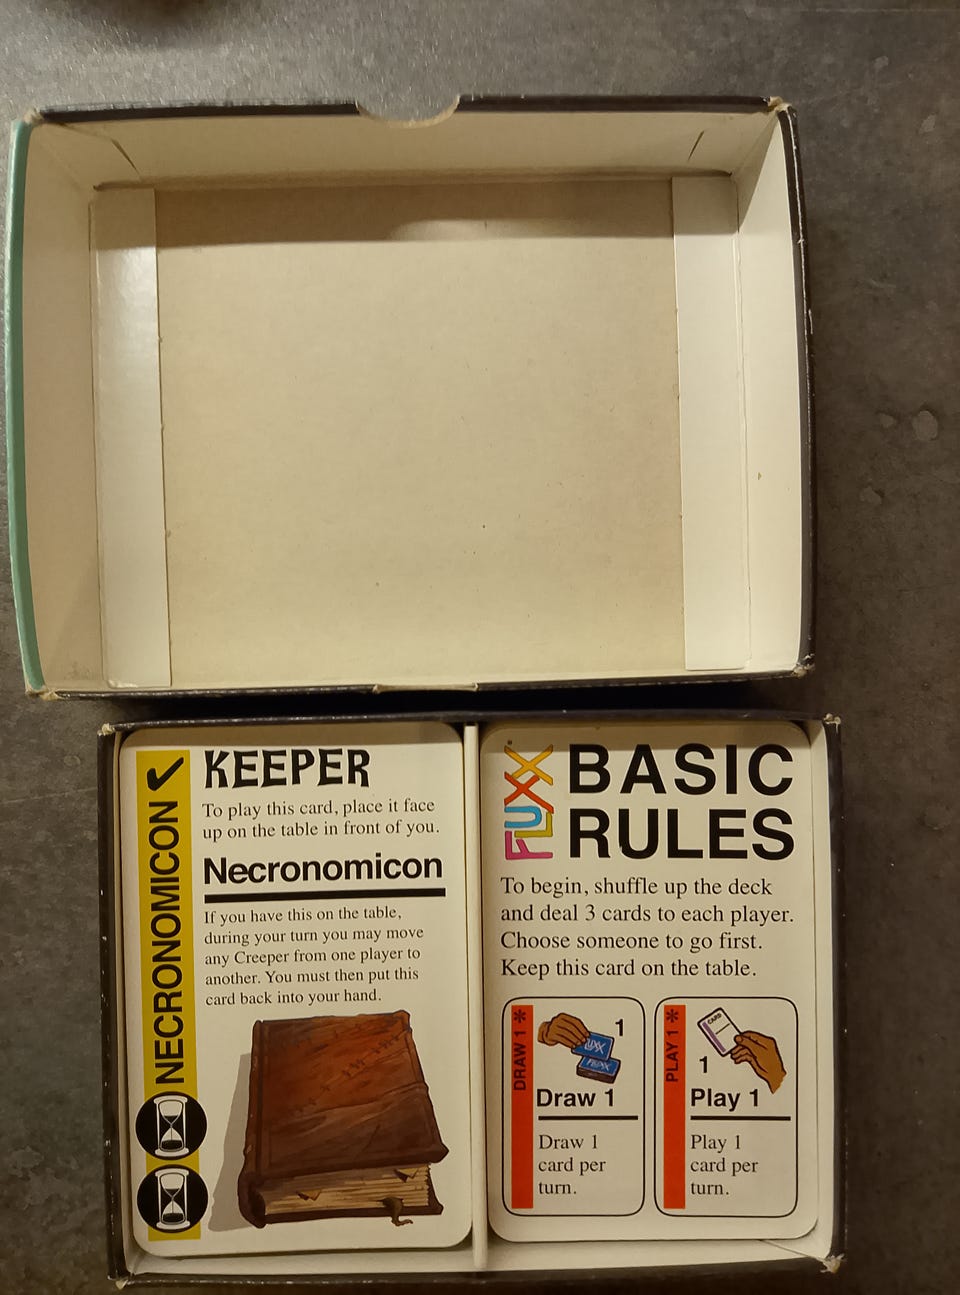 NECRONOMICON
KEEPER
To play this card, place it face
up on the table in front of you.
Necronomicon
If you have this on the table,
during your turn you may move
any Creeper from one player to
another. You must then put this
card back into your hand.
FLUXX
BASIC
RULES
To begin, shuffle up the deck
and deal 3 cards to each player.
Choose someone to go first.
Keep this card on the table.
DRAW 1 *
1
FLUXX
Draw 1
Draw 1
card per
turn.
PLAY 1 *
CARD
1
Play 1
Play 1
card per
turn.